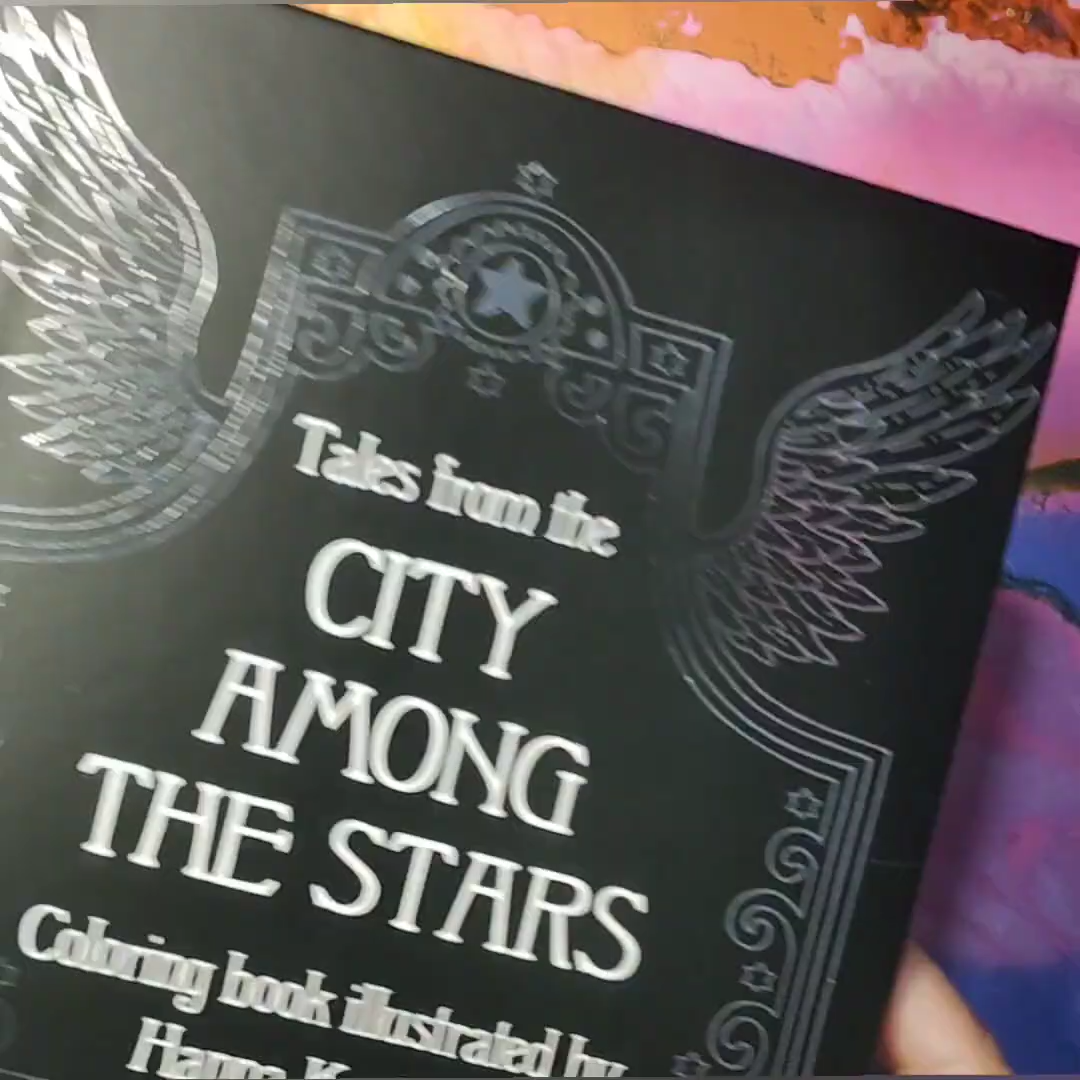 Tales from the
CITY
AMONG
THE STARS
Coloring book illustrated by
Hanna K